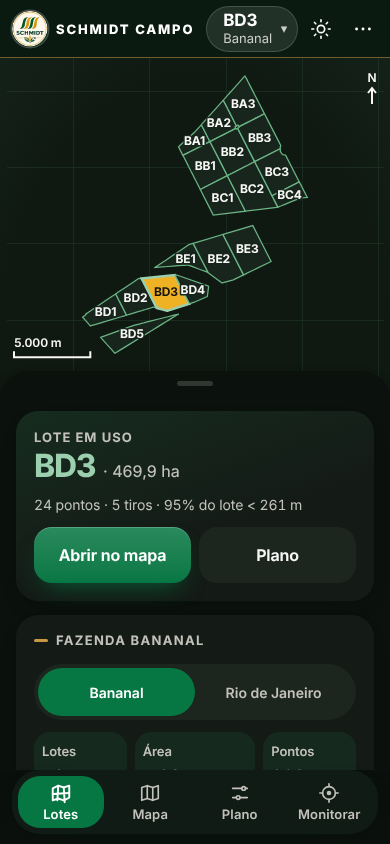 SCHMIDT
SCHMIDT CAMPO
BD3
Bananal
N
BA3
BA2
BA1
BB3
BB2
BB1
BC3
BC2
BC4
BC1
BE3
BE1
BE2
BD3
BD4
BD2
BD1
BD5
5.000 m
LOTE EM USO
BD3 · 469,9 ha
24 pontos · 5 tiros · 95% do lote < 261 m
Abrir no mapa
Plano
FAZENDA BANANAL
Bananal
Rio de Janeiro
Lotes
Área
Pontos
Lotes
Mapa
Plano
Monitorar